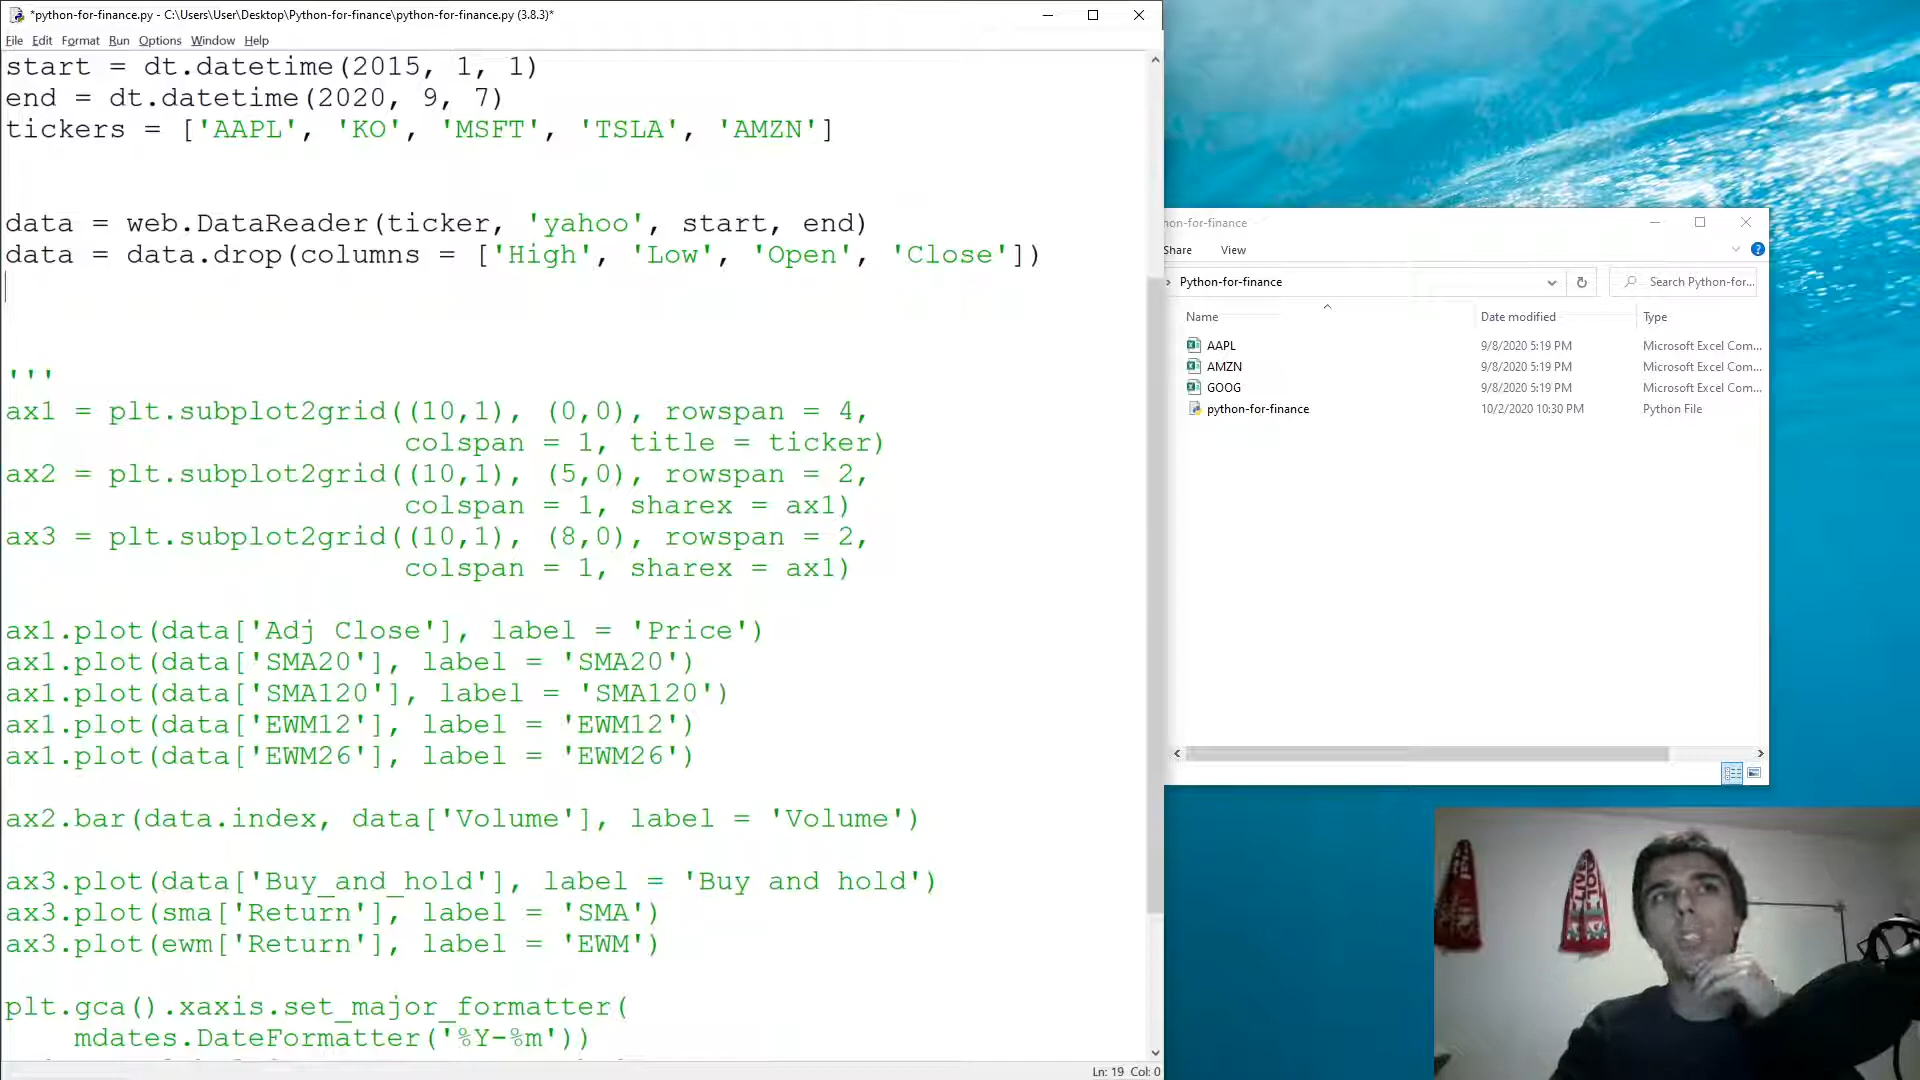 *python-for-finance.py - C:\Users\User\Desktop\Python-for-finance\python-for-finance.py (3.8.3)*
File Edit Format Run Options Window Help
start = dt.datetime(2015, 1, 1)
end = dt.datetime(2020, 9, 7)
tickers = ['AAPL', 'KO', 'MSFT', 'TSLA', 'AMZN']
data = web.DataReader(ticker, 'yahoo', start, end)
data = data.drop(columns = ['High', 'Low', 'Open', 'Close'])
'''
ax1 = plt.subplot2grid((10,1), (0,0), rowspan = 4,
colspan = 1, title = ticker)
ax2 = plt.subplot2grid((10,1), (5,0), rowspan = 2,
colspan = 1, sharex = ax1)
ax3 = plt.subplot2grid((10,1), (8,0), rowspan = 2,
colspan = 1, sharex = ax1)
ax1.plot(data['Adj Close'], label = 'Price')
ax1.plot(data['SMA20'], label = 'SMA20')
ax1.plot(data['SMA120'], label = 'SMA120')
ax1.plot(data['EWM12'], label = 'EWM12')
ax1.plot(data['EWM26'], label = 'EWM26')
ax2.bar(data.index, data['Volume'], label = 'Volume')
ax3.plot(data['Buy_and_hold'], label = 'Buy and hold')
ax3.plot(sma['Return'], label = 'SMA')
ax3.plot(ewm['Return'], label = 'EWM')
plt.gca().xaxis.set_major_formatter(
mdates.DateFormatter('%Y-%m'))
Ln: 19 Col: 0
hon-for-finance
Share View
Python-for-finance
Search Python-for...
Name Date modified Type
AAPL 9/8/2020 5:19 PM Microsoft Excel Com...
AMZN 9/8/2020 5:19 PM Microsoft Excel Com...
GOOG 9/8/2020 5:19 PM Microsoft Excel Com...
python-for-finance 10/2/2020 10:30 PM Python File